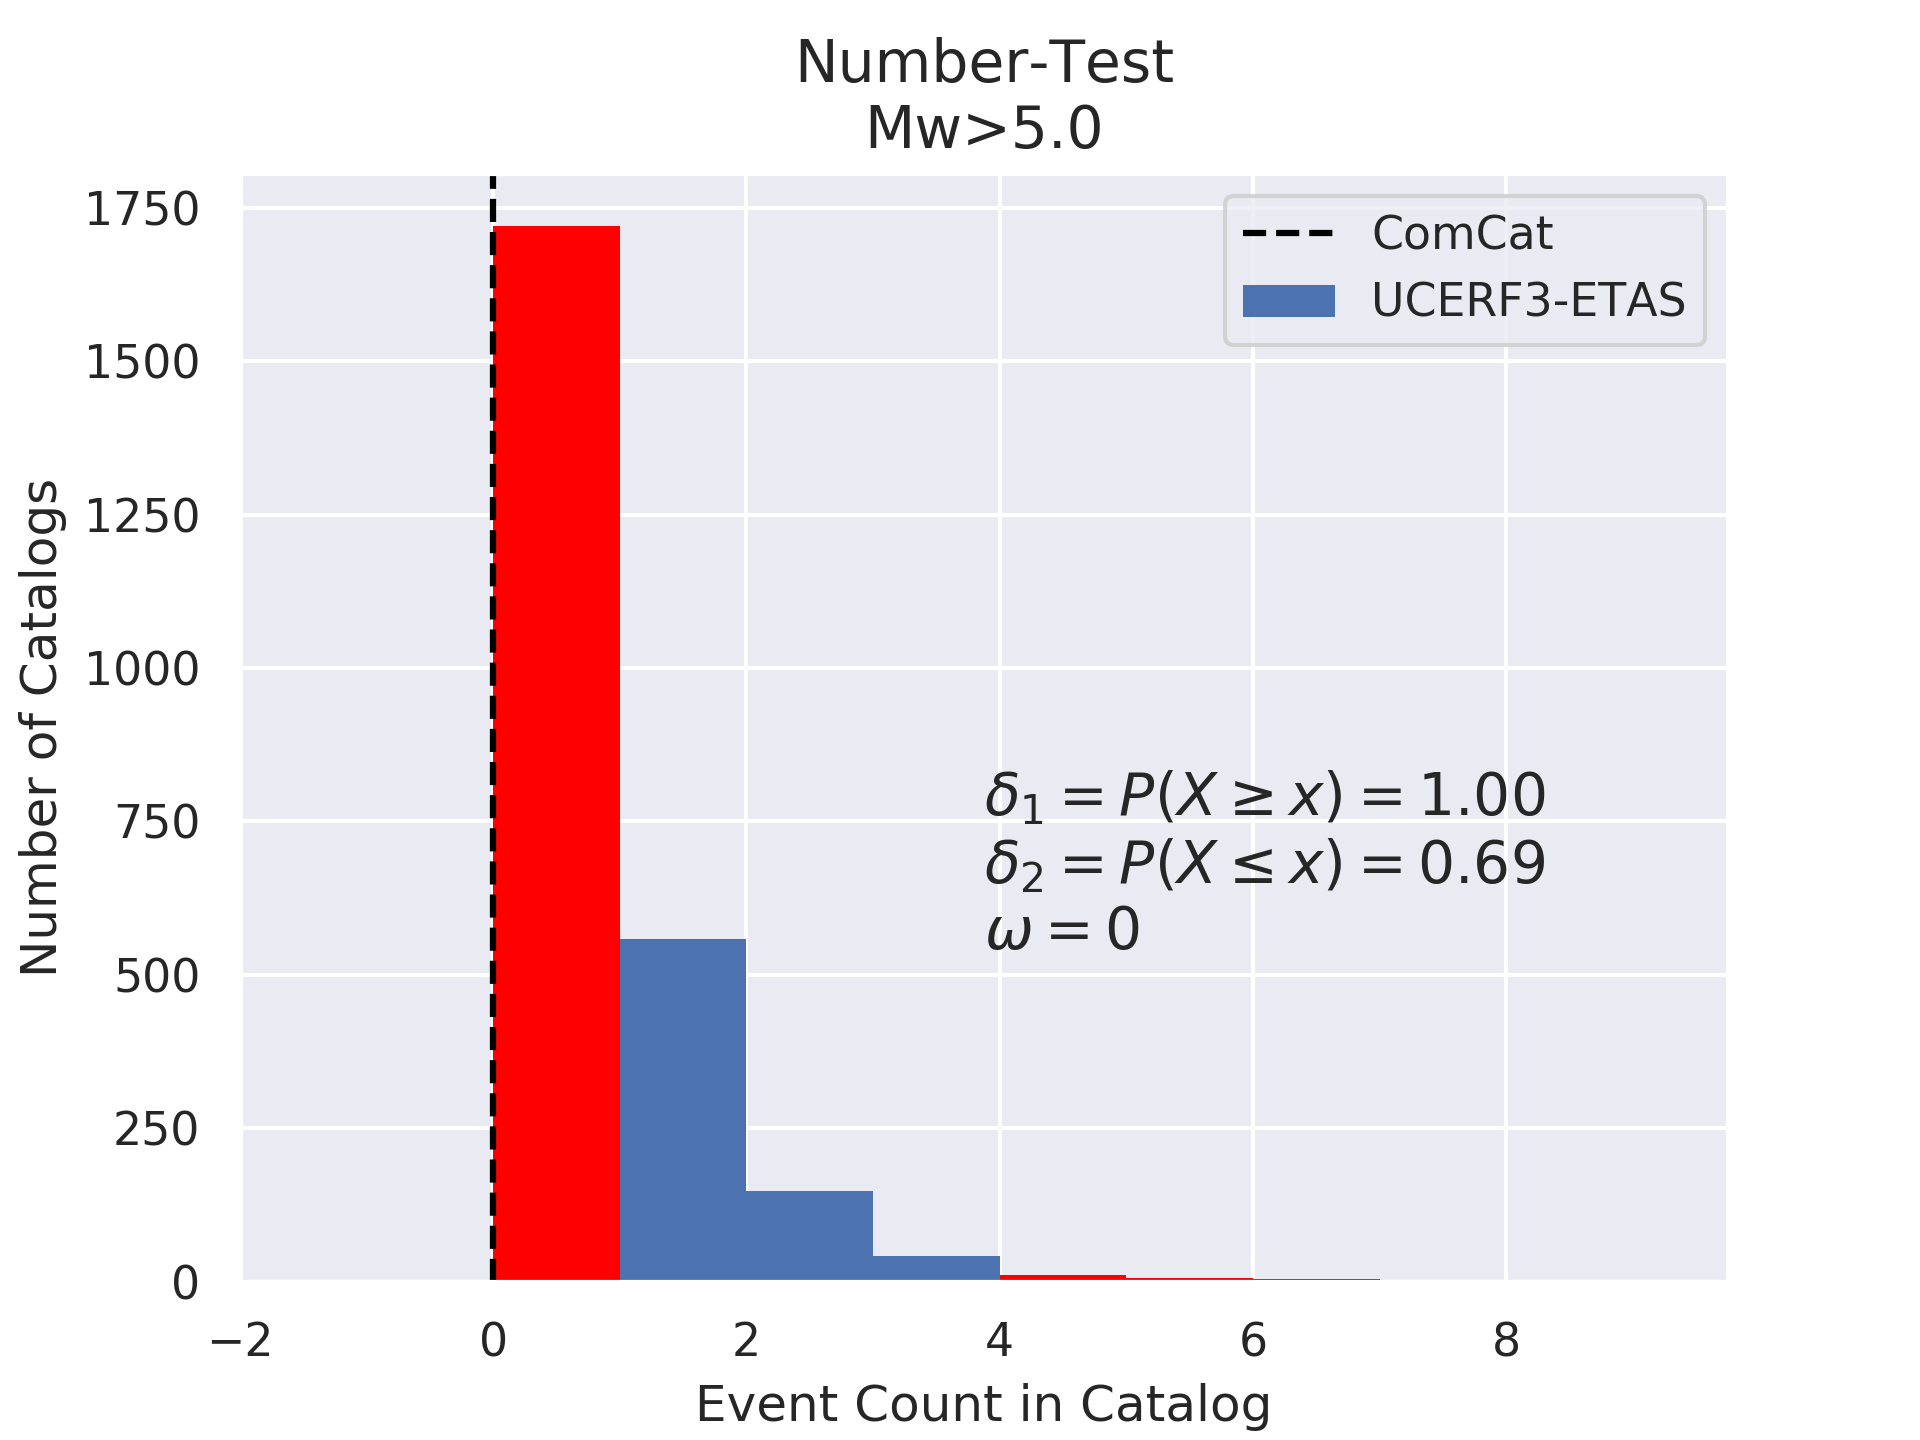 Number-Test
Mw>5.0
Number of Catalogs
1750
1500
1250
1000
750
500
250
0
ComCat
UCERF3-ETAS
δ₁ = P(X ≥ x) = 1.00
δ₂ = P(X ≤ x) = 0.69
ω = 0
−2 0 2 4 6 8
Event Count in Catalog